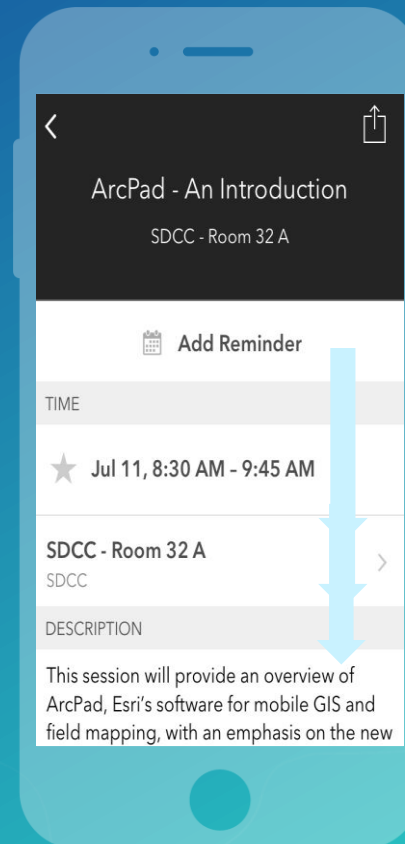 ArcPad - An Introduction
SDCC - Room 32 A
Add Reminder
TIME
Jul 11, 8:30 AM - 9:45 AM
SDCC - Room 32 A
SDCC
DESCRIPTION
This session will provide an overview of
ArcPad, Esri's software for mobile GIS and
field mapping, with an emphasis on the new